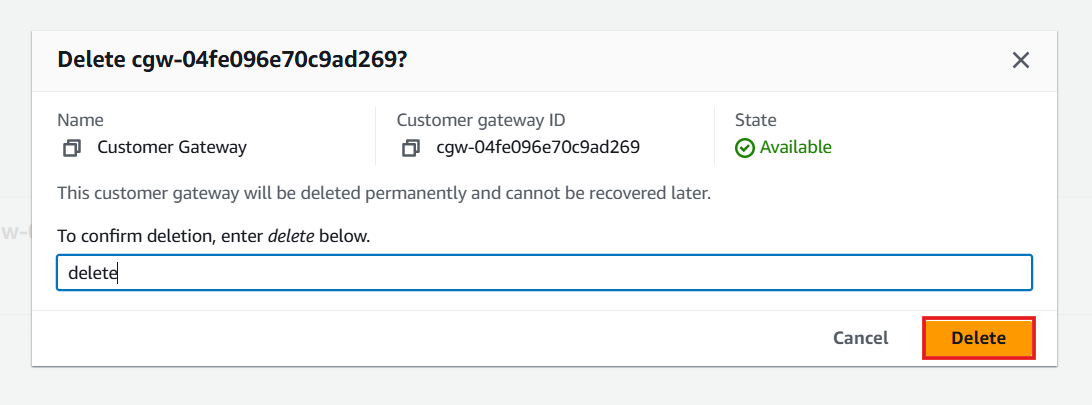 Delete cgw-04fe096e70c9ad269?
Name
Customer Gateway
Customer gateway ID
cgw-04fe096e70c9ad269
State
Available
This customer gateway will be deleted permanently and cannot be recovered later.
To confirm deletion, enter delete below.
delete
Cancel
Delete